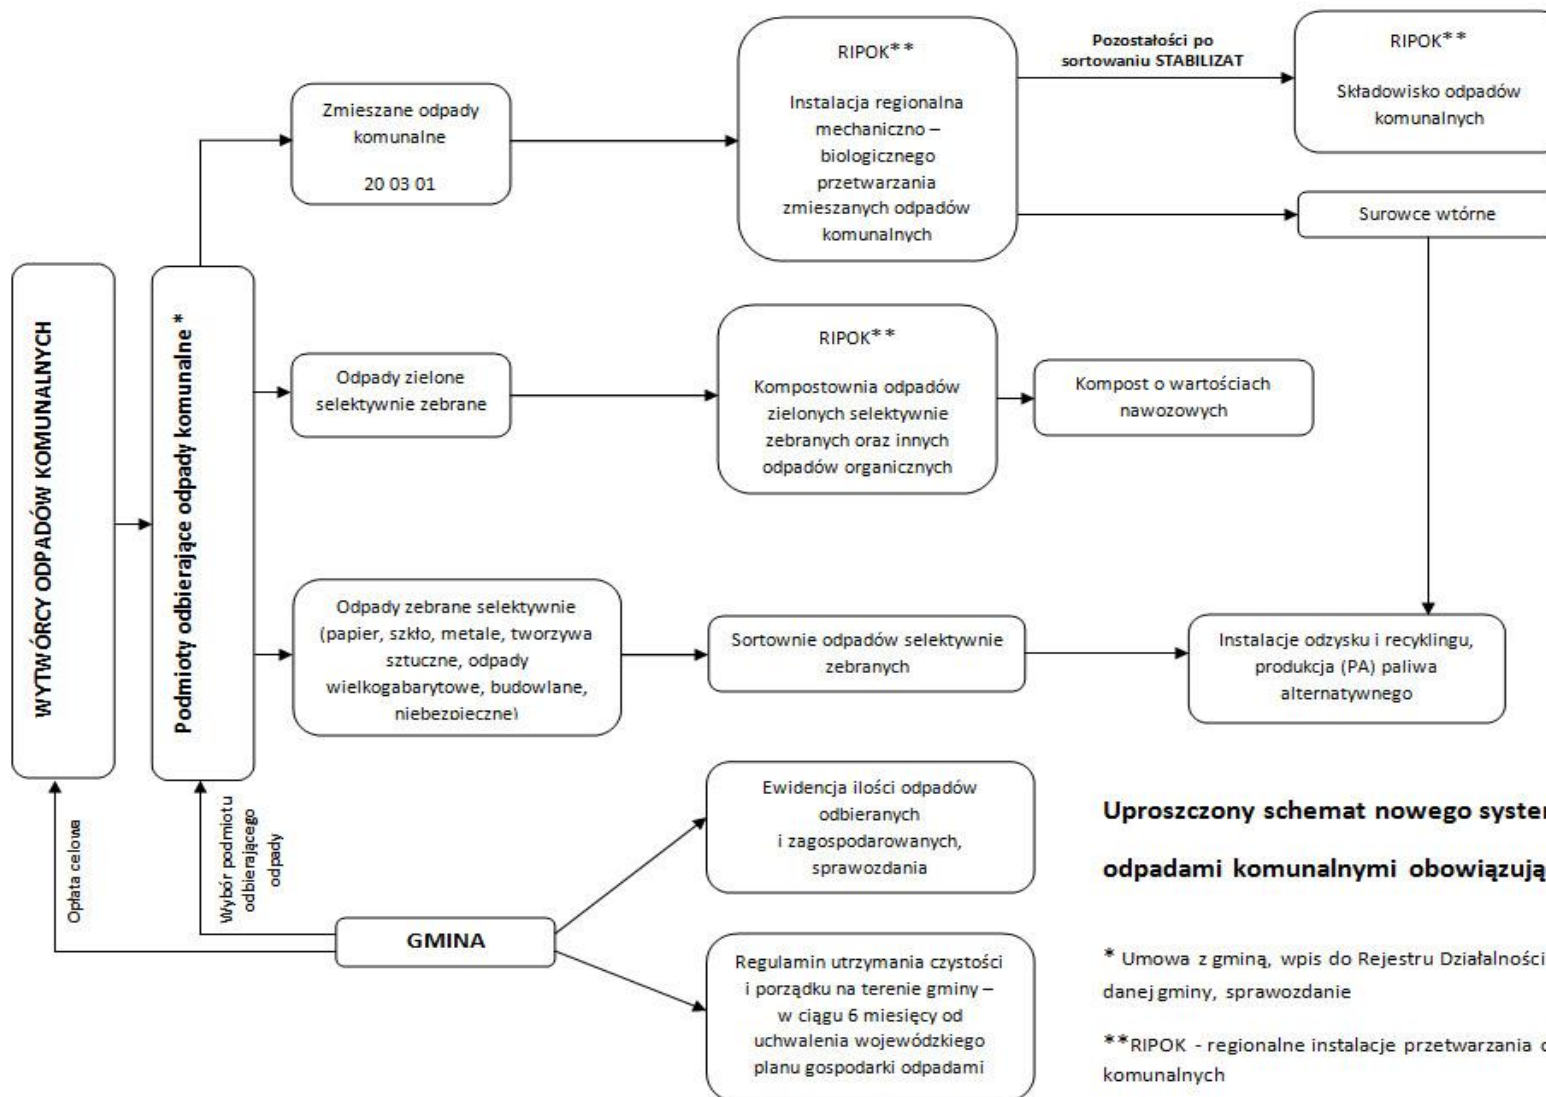 WYTWÓRCY ODPADÓW KOMUNALNYCH
Podmioty odbierające odpady komunalne *
Zmieszane odpady
komunalne
20 03 01
RIPOK**
Instalacja regionalna
mechaniczno –
biologicznego
przetwarzania
zmieszanych odpadów
komunalnych
Pozostałości po
sortowaniu STABILIZAT
RIPOK**
Składowisko odpadów
komunalnych
Surowce wtórne
Odpady zielone
selektywnie zebrane
RIPOK**
Kompostownia odpadów
zielonych selektywnie
zebranych oraz innych
odpadów organicznych
Kompost o wartościach
nawozowych
Odpady zebrane selektywnie
(papier, szkło, metale, tworzywa
sztuczne, odpady
wielkogabarytowe, budowlane,
niebezpieczne)
Sortownie odpadów selektywnie
zebranych
Instalacje odzysku i recyklingu,
produkcja (PA) paliwa
alternatywnego
Opłata celowa
Wybór podmiotu
odbierającego
odpady
GMINA
Ewidencja ilości odpadów
odbieranych
i zagospodarowanych,
sprawozdania
Regulamin utrzymania czystości
i porządku na terenie gminy –
w ciągu 6 miesięcy od
uchwalenia wojewódzkiego
planu gospodarki odpadami
Uproszczony schemat nowego
odpadami komunalnymi
* Umowa z gminą, wpis do Rejestru Działalności
danej gminy, sprawozdanie
**RIPOK - regionalne instalacje przetwarzania
komunalnych